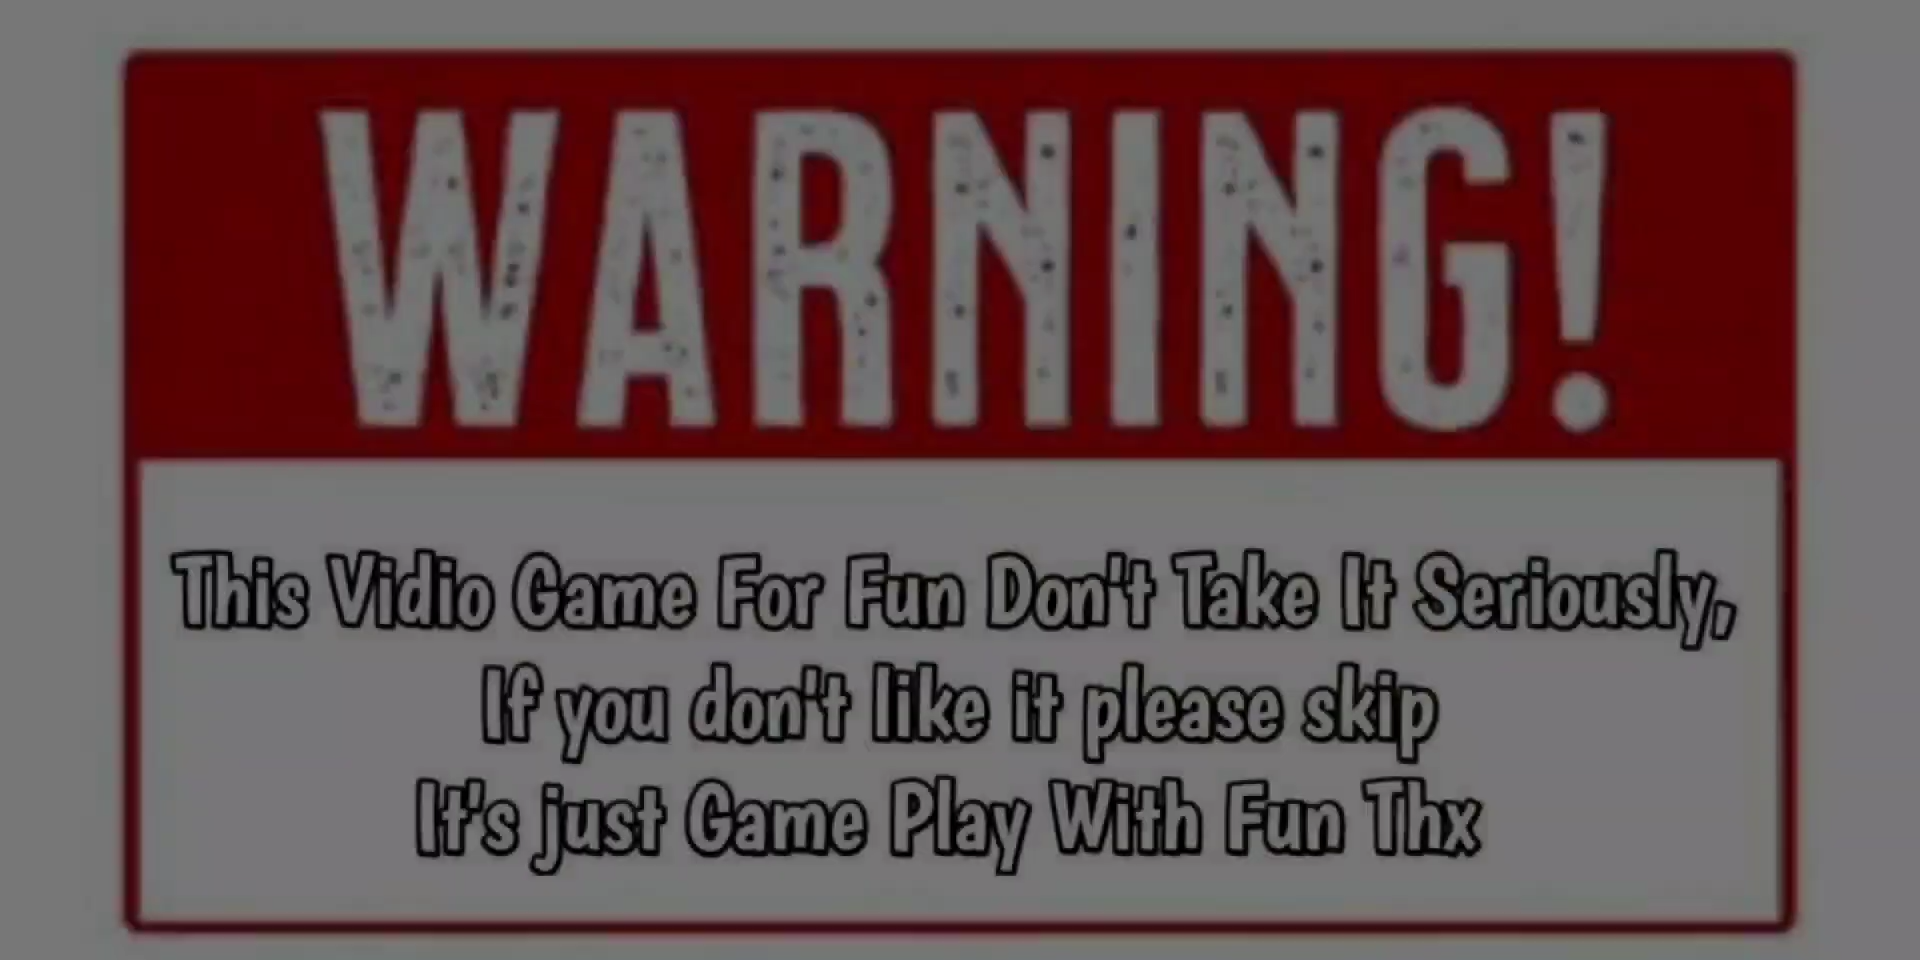 WARNING!
This Vidio Game For Fun Don't Take It Seriously,
If you don't like it please skip
It's just Game Play With Fun Thx